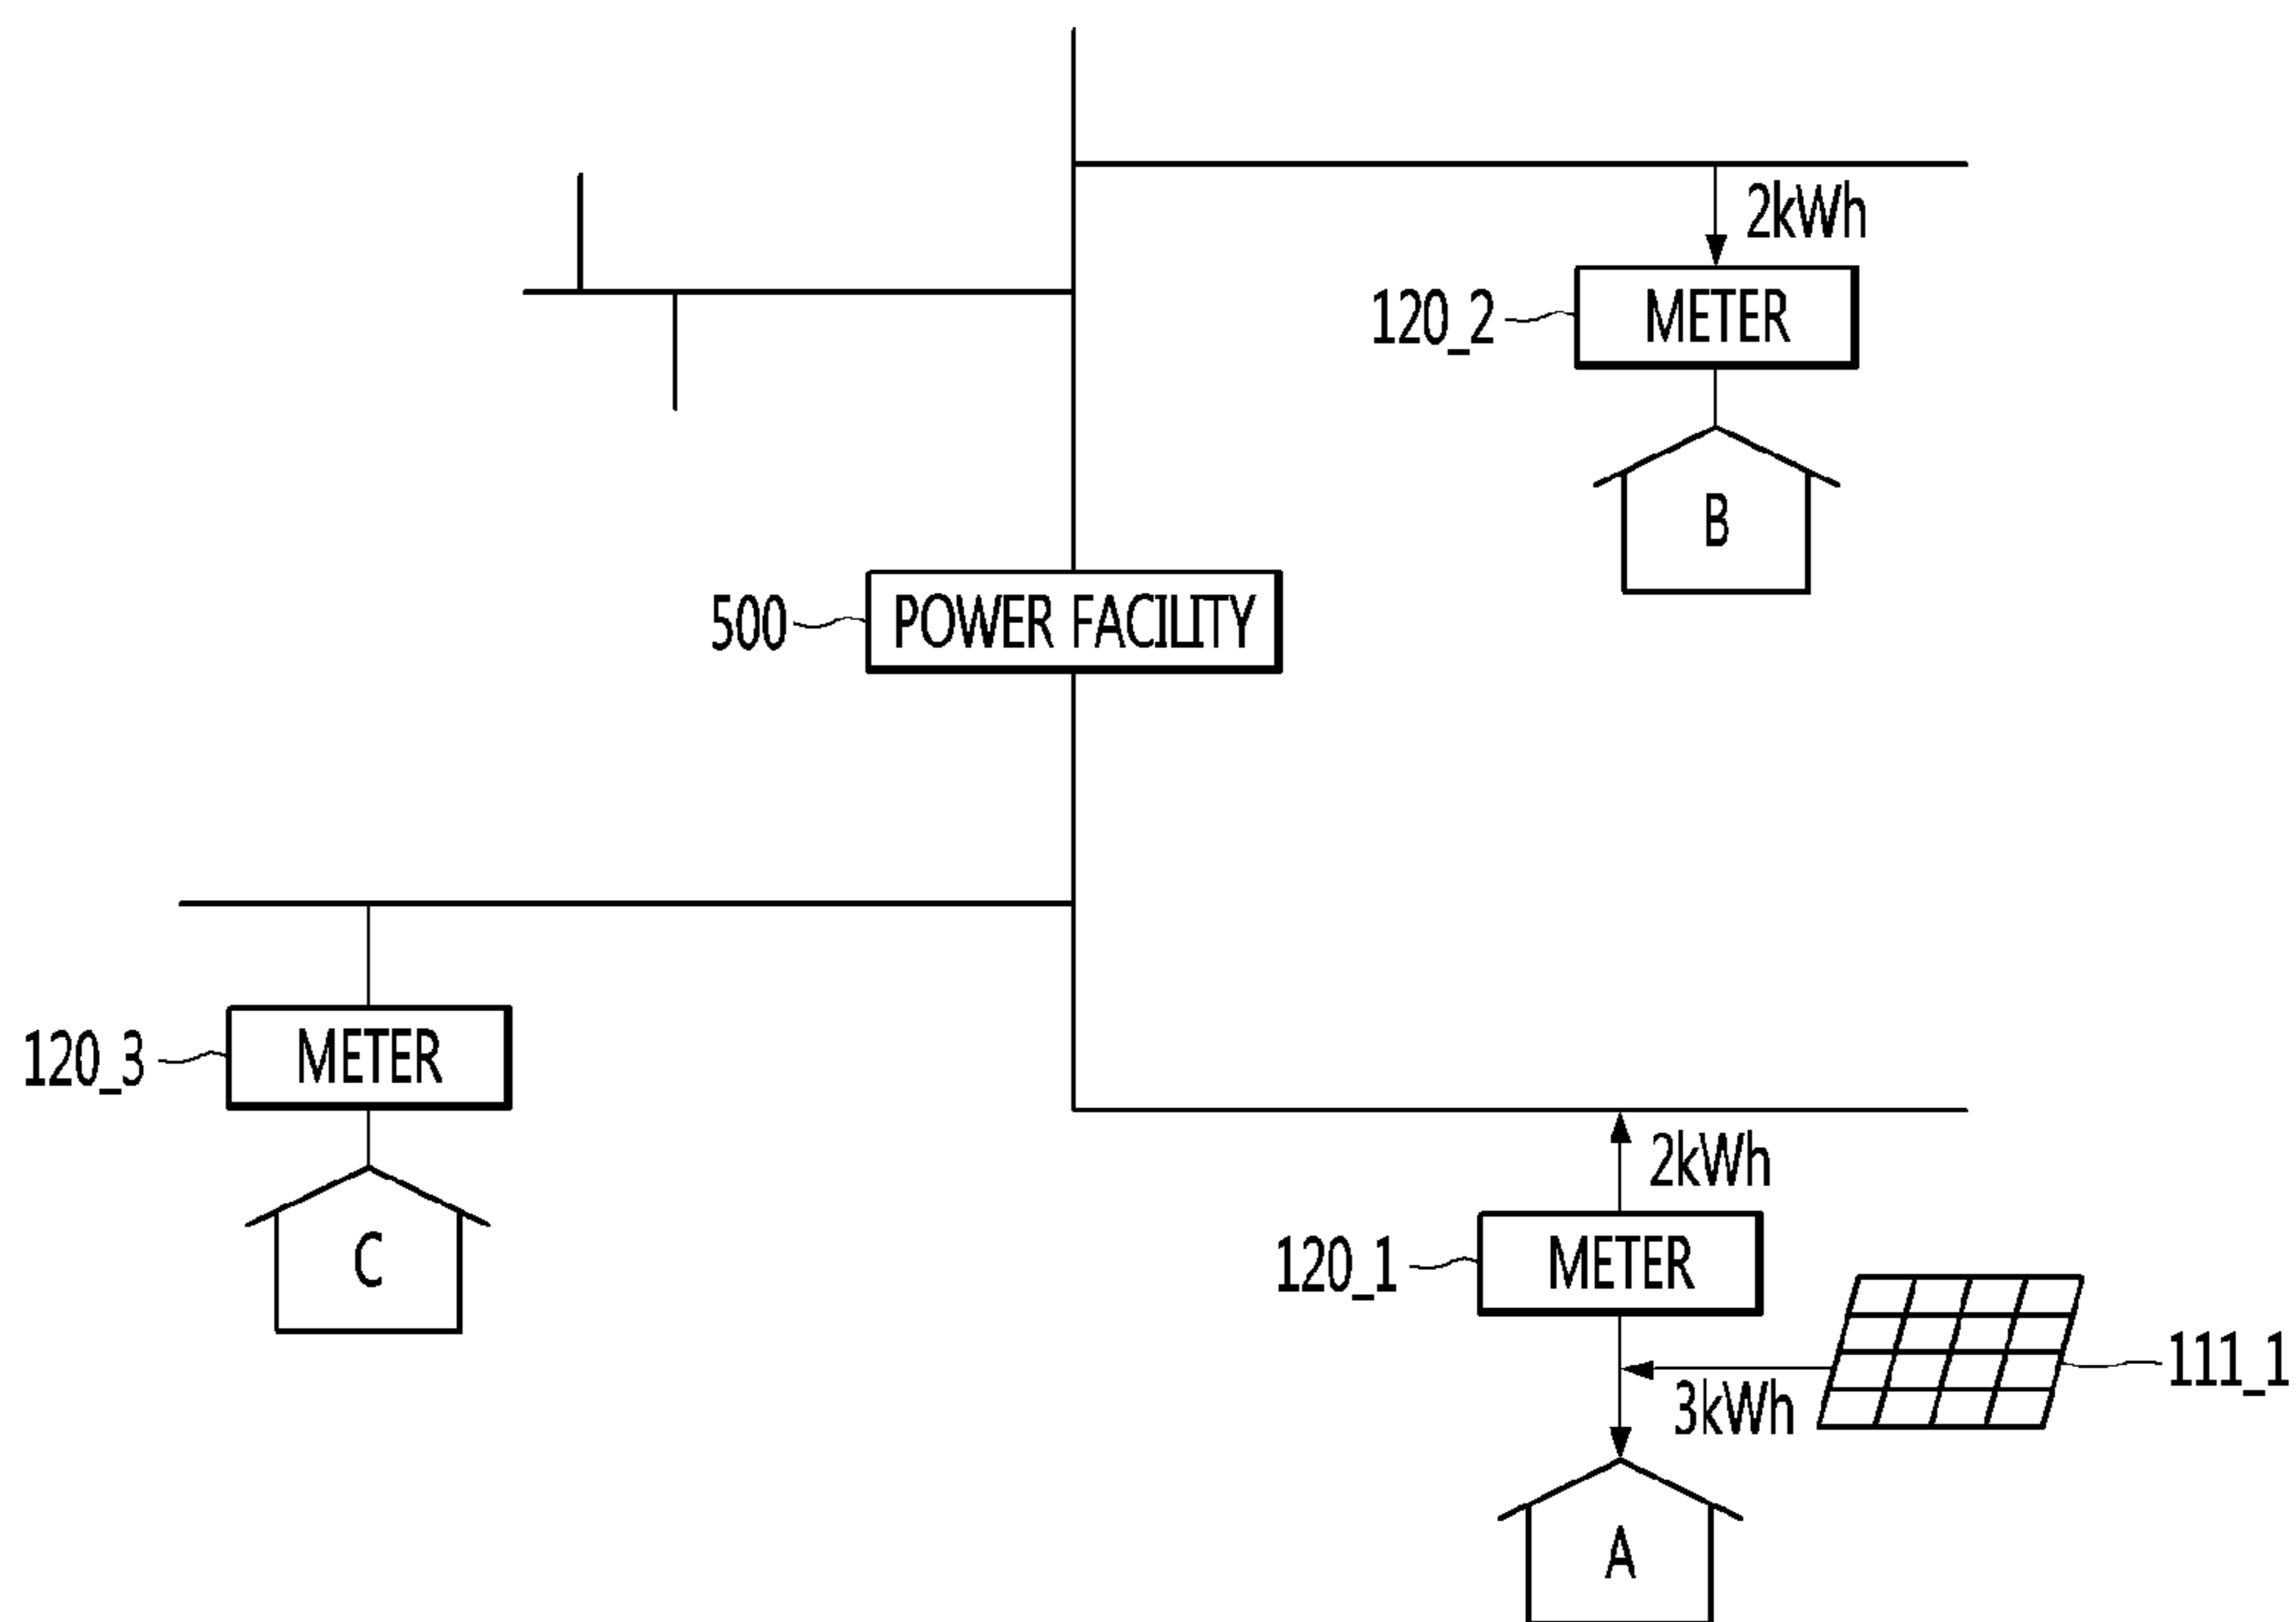 2kWh
120_2 METER
B
500 POWER FACILITY
120_3 METER
2kWh
C
120_1 METER
111_1
3kWh
A